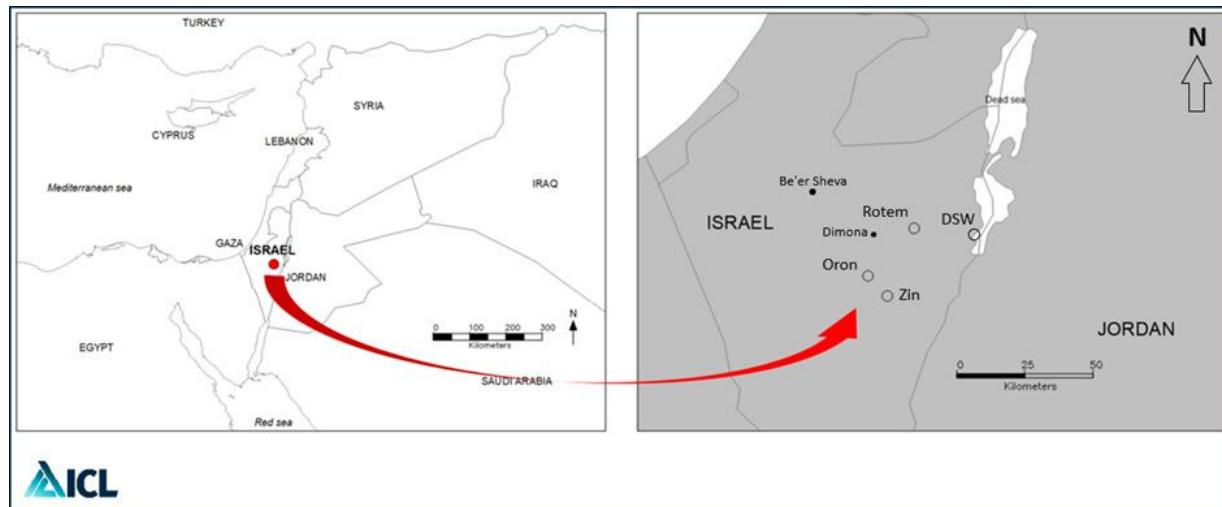 TURKEY
CYPRUS
SYRIA
LEBANON
Mediterranean sea
IRAQ
GAZA
ISRAEL
JORDAN
EGYPT
0 100 200 300
Kilometers
N
SAUDI ARABIA
Red sea
N
Dead sea
Be'er Sheva
ISRAEL
Rotem
DSW
Dimona
Oron
Zin
JORDAN
0 25 50
Kilometers
ICL